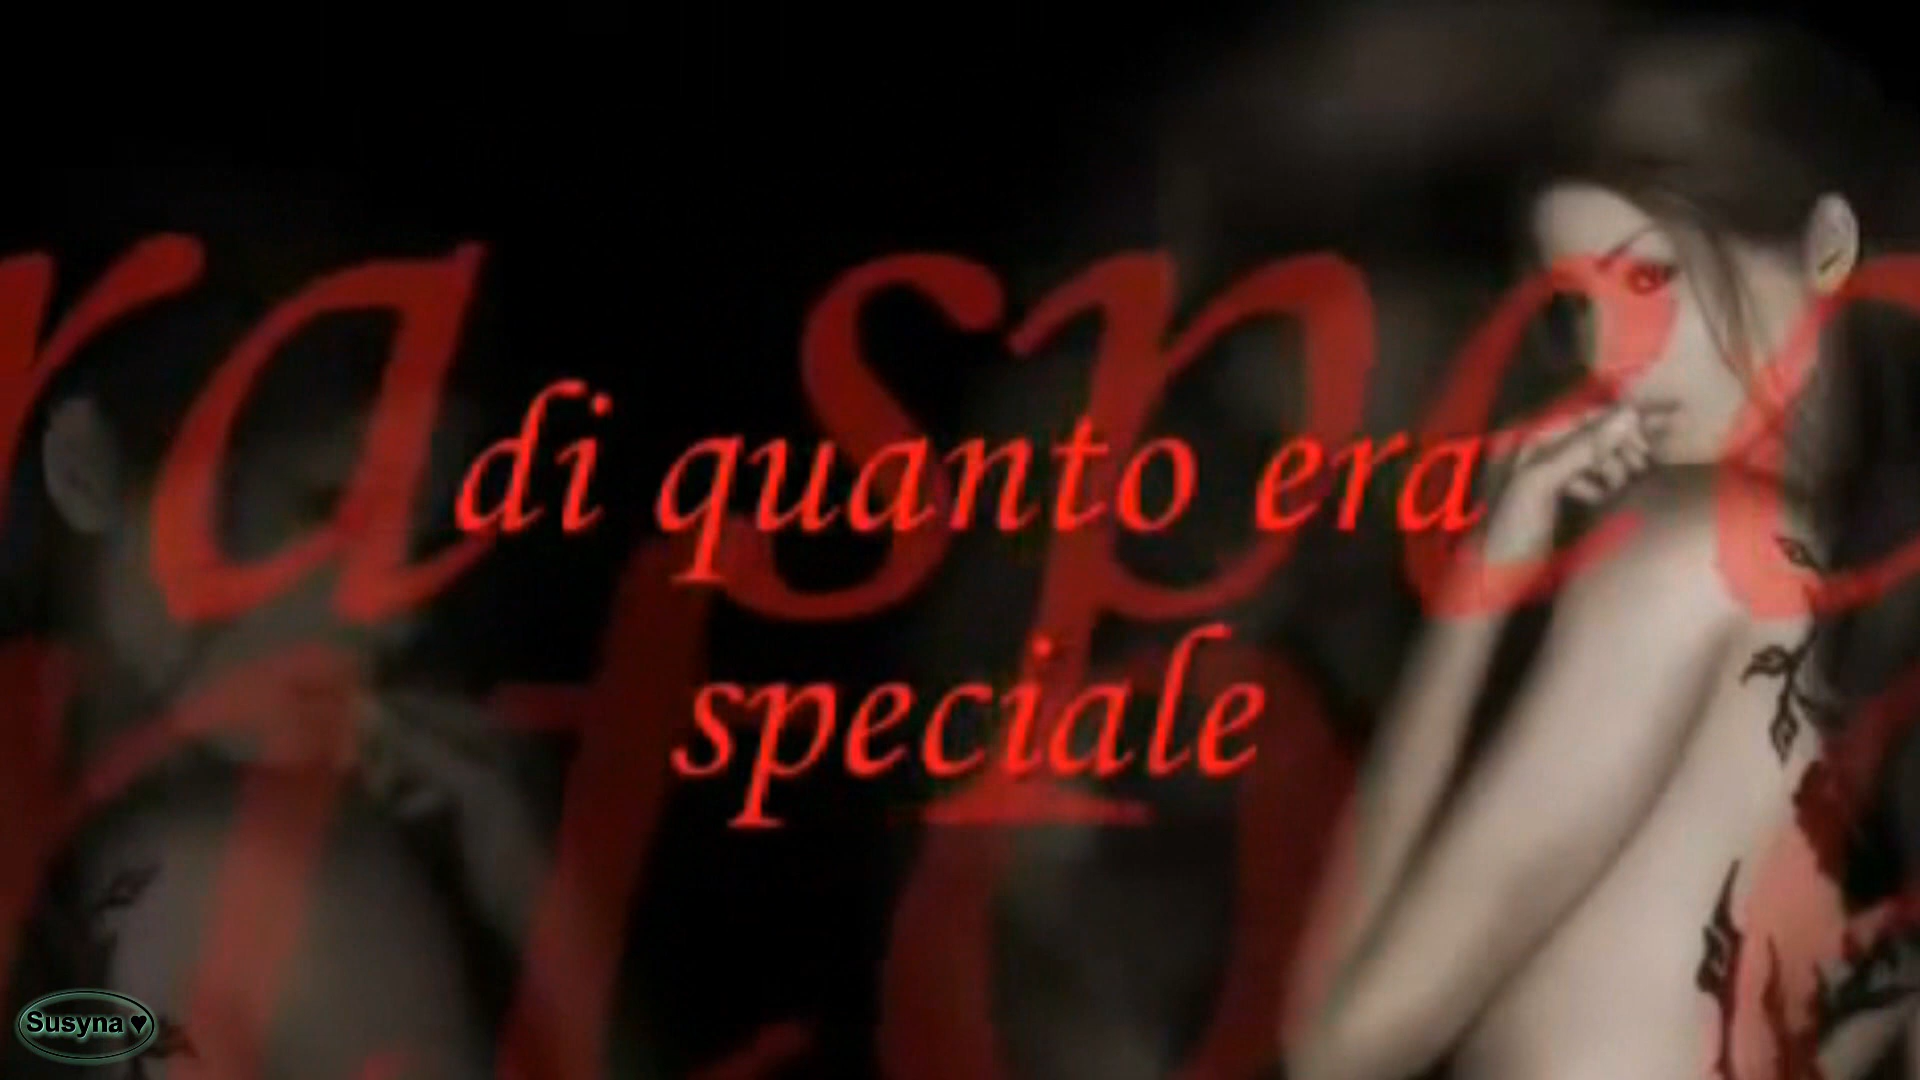 di quanto era
speciale
Susyna ♥